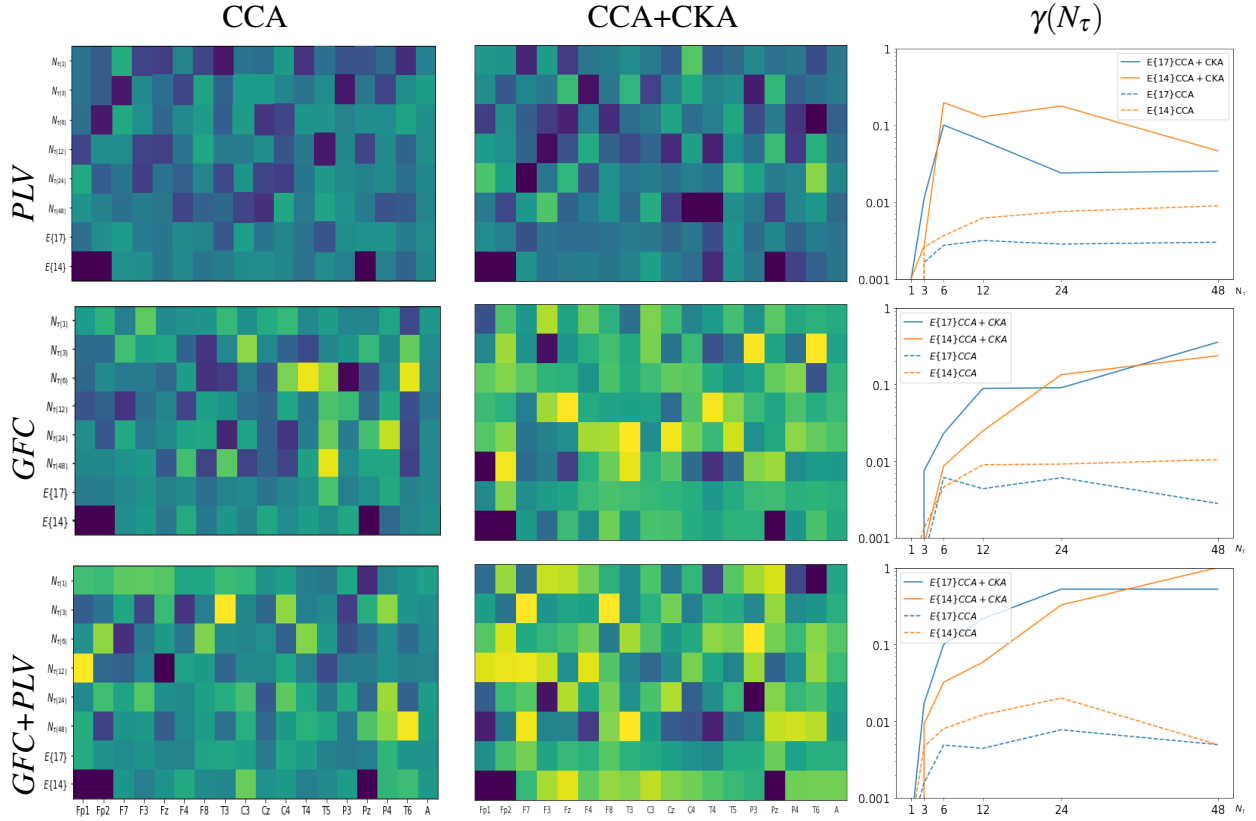 CCA
CCA+CKA
γ(Nτ)
PLV
Nτ(1)
Nτ(3)
Nτ(6)
Nτ(12)
Nτ(24)
Nτ(48)
E{17}
E{14}
1
0.1
0.01
0.001
1 3 6 12 24 48 Nτ
E{17}CCA + CKA
E{14}CCA + CKA
E{17}CCA
E{14}CCA
GFC
Nτ(1)
Nτ(3)
Nτ(6)
Nτ(12)
Nτ(24)
Nτ(48)
E{17}
E{14}
1
0.1
0.01
0.001
1 3 6 12 24 48 Nτ
E{17}CCA + CKA
E{14}CCA + CKA
E{17}CCA
E{14}CCA
GFC+PLV
Nτ(1)
Nτ(3)
Nτ(6)
Nτ(12)
Nτ(24)
Nτ(48)
E{17}
E{14}
Fp1 Fp2 F7 F3 Fz F4 F8 T3 C3 Cz C4 T4 T5 P3 Pz P4 T6 A
Fp1 Fp2 F7 F3 Fz F4 F8 T3 C3 Cz C4 T4 T5 P3 Pz P4 T6 A
1
0.1
0.01
0.001
1 3 6 12 24 48 Nτ
E{17}CCA + CKA
E{14}CCA + CKA
E{17}CCA
E{14}CCA